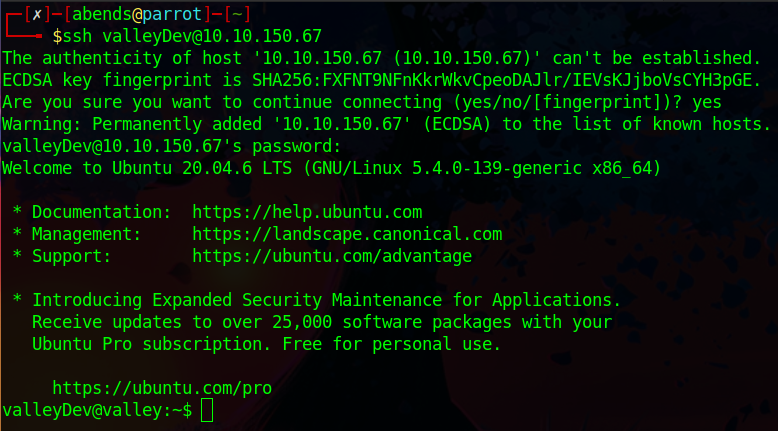 ┌─[✗]─[abends@parrot]─[~]
└──╼ $ssh valleyDev@10.10.150.67
The authenticity of host '10.10.150.67 (10.10.150.67)' can't be established.
ECDSA key fingerprint is SHA256:FXFNT9NFnKkrWkvCpeoDAJlr/IEVsKJjboVsCYH3pGE.
Are you sure you want to continue connecting (yes/no/[fingerprint])? yes
Warning: Permanently added '10.10.150.67' (ECDSA) to the list of known hosts.
valleyDev@10.10.150.67's password:
Welcome to Ubuntu 20.04.6 LTS (GNU/Linux 5.4.0-139-generic x86_64)

 * Documentation:  https://help.ubuntu.com
 * Management:     https://landscape.canonical.com
 * Support:        https://ubuntu.com/advantage

 * Introducing Expanded Security Maintenance for Applications.
   Receive updates to over 25,000 software packages with your
   Ubuntu Pro subscription. Free for personal use.

     https://ubuntu.com/pro
valleyDev@valley:~$